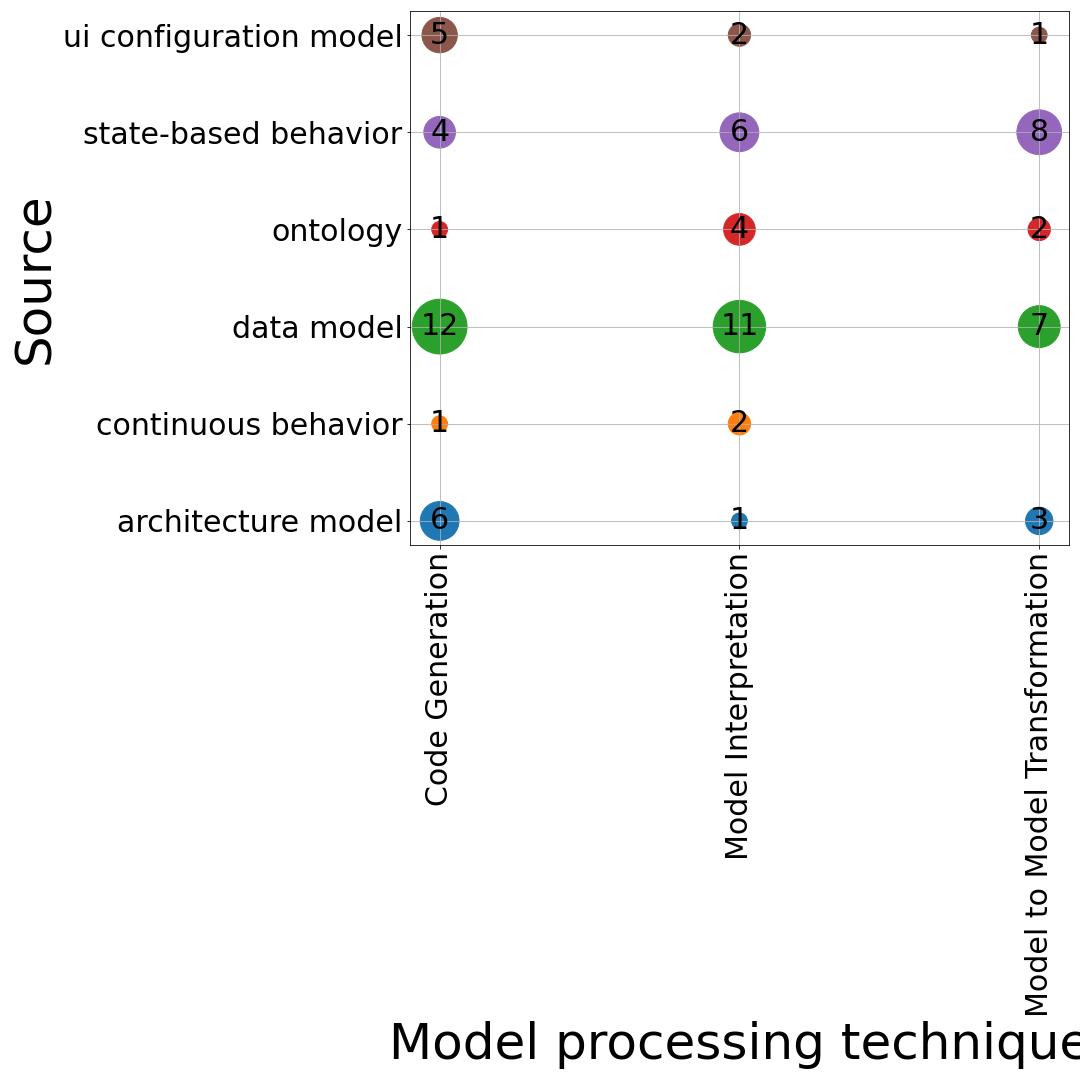 ui configuration model 5 2 1
state-based behavior 4 6 8
ontology 1 4 2
data model 12 11 7
continuous behavior 1 2
architecture model 6 1 3
Source
Code Generation
Model Interpretation
Model to Model Transformation
Model processing technique